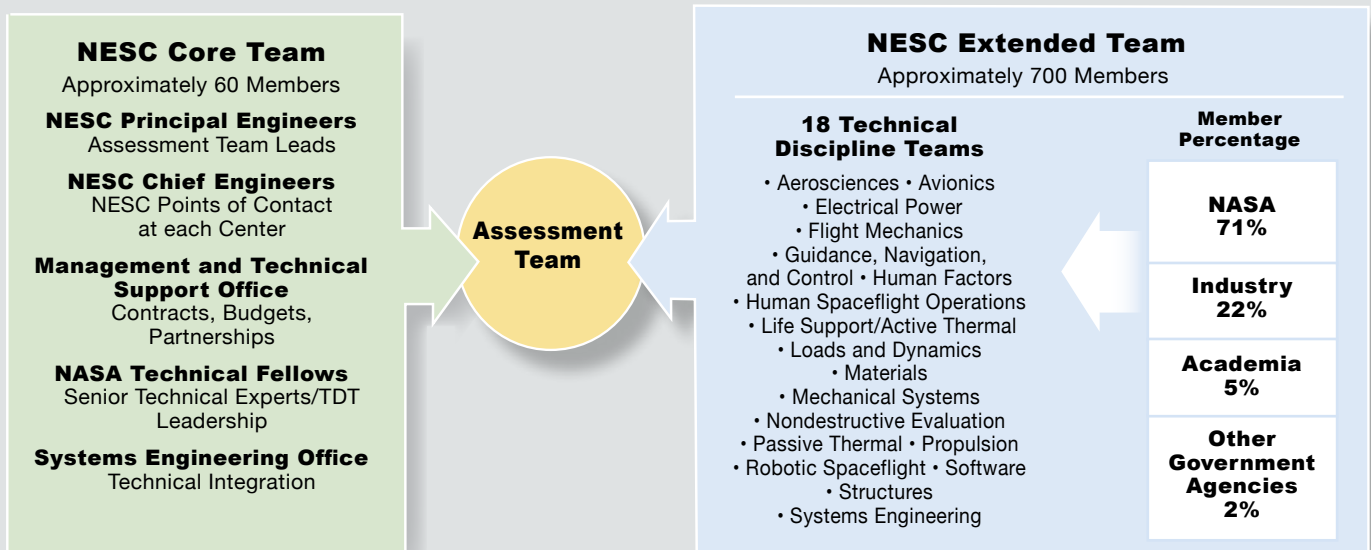 NESC Core Team
Approximately 60 Members
NESC Principal Engineers
Assessment Team Leads
NESC Chief Engineers
NESC Points of Contact
at each Center
Management and Technical
Support Office
Contracts, Budgets,
Partnerships
NASA Technical Fellows
Senior Technical Experts/TDT
Leadership
Systems Engineering Office
Technical Integration
Assessment
Team
NESC Extended Team
Approximately 700 Members
18 Technical
Discipline Teams
• Aerosciences • Avionics
• Electrical Power
• Flight Mechanics
• Guidance, Navigation,
and Control • Human Factors
• Human Spaceflight Operations
• Life Support/Active Thermal
• Loads and Dynamics
• Materials
• Mechanical Systems
• Nondestructive Evaluation
• Passive Thermal • Propulsion
• Robotic Spaceflight • Software
• Structures
• Systems Engineering
Member
Percentage
NASA
71%
Industry
22%
Academia
5%
Other
Government
Agencies
2%